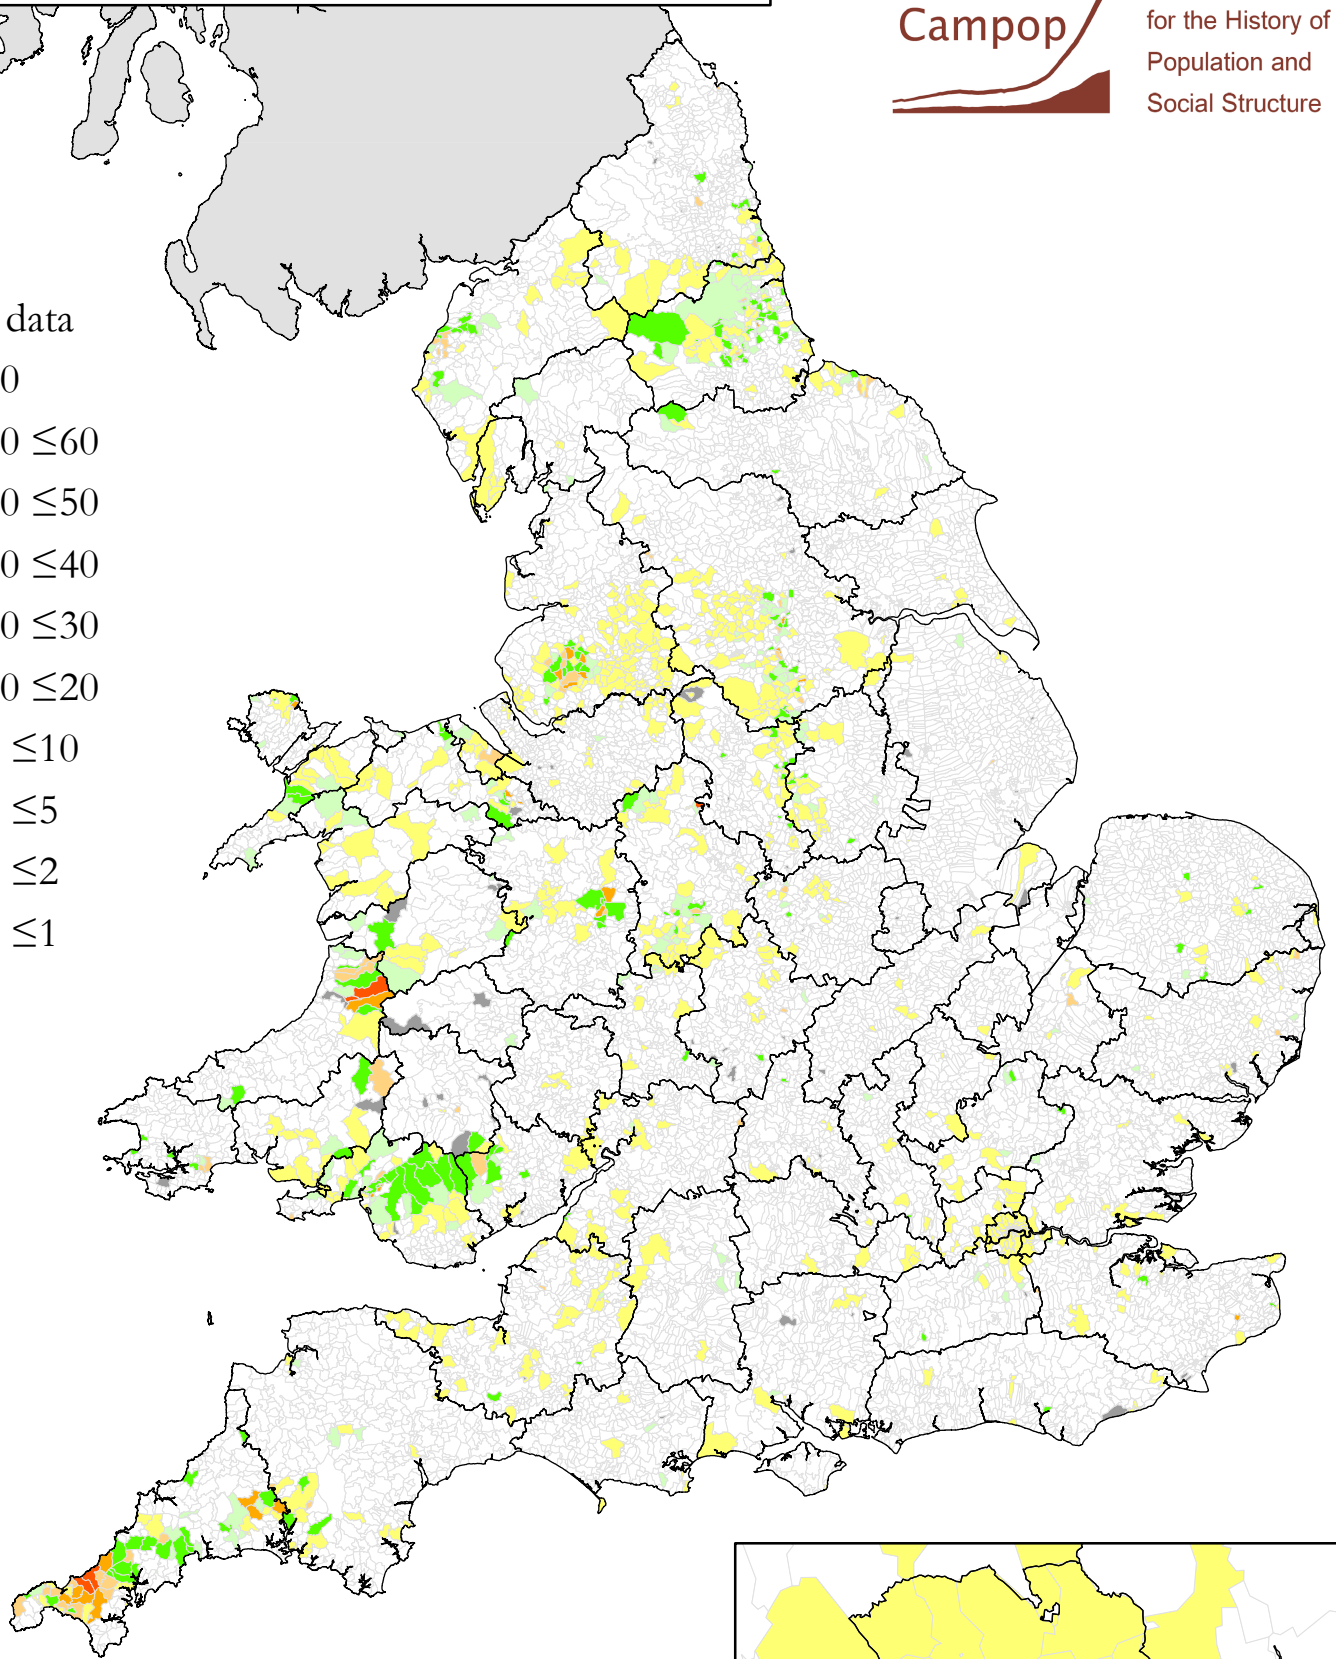 Campop
for the History of
Population and
Social Structure
data
0
0 ≤60
0 ≤50
0 ≤40
0 ≤30
0 ≤20
≤10
≤5
≤2
≤1